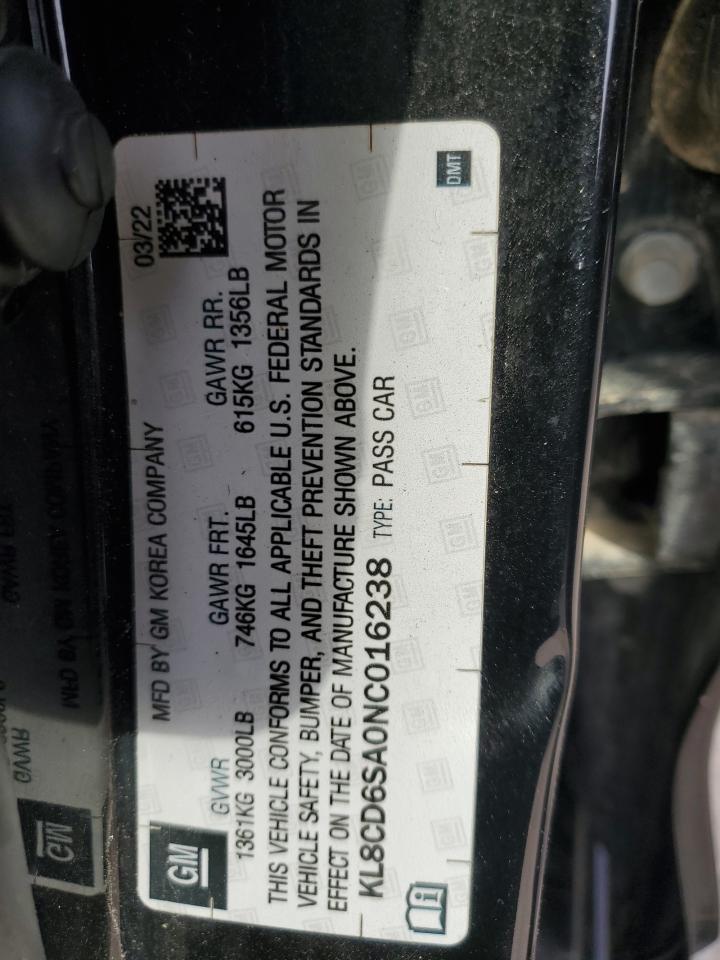 GM
MFD BY GM KOREA COMPANY 03/22
GVWR GAWR FRT. GAWR RR.
1361KG 3000LB 746KG 1645LB 615KG 1356LB
THIS VEHICLE CONFORMS TO ALL APPLICABLE U.S. FEDERAL MOTOR
VEHICLE SAFETY, BUMPER, AND THEFT PREVENTION STANDARDS IN
EFFECT ON THE DATE OF MANUFACTURE SHOWN ABOVE.
KL8CD6SA0NC016238 TYPE: PASS CAR
DMT